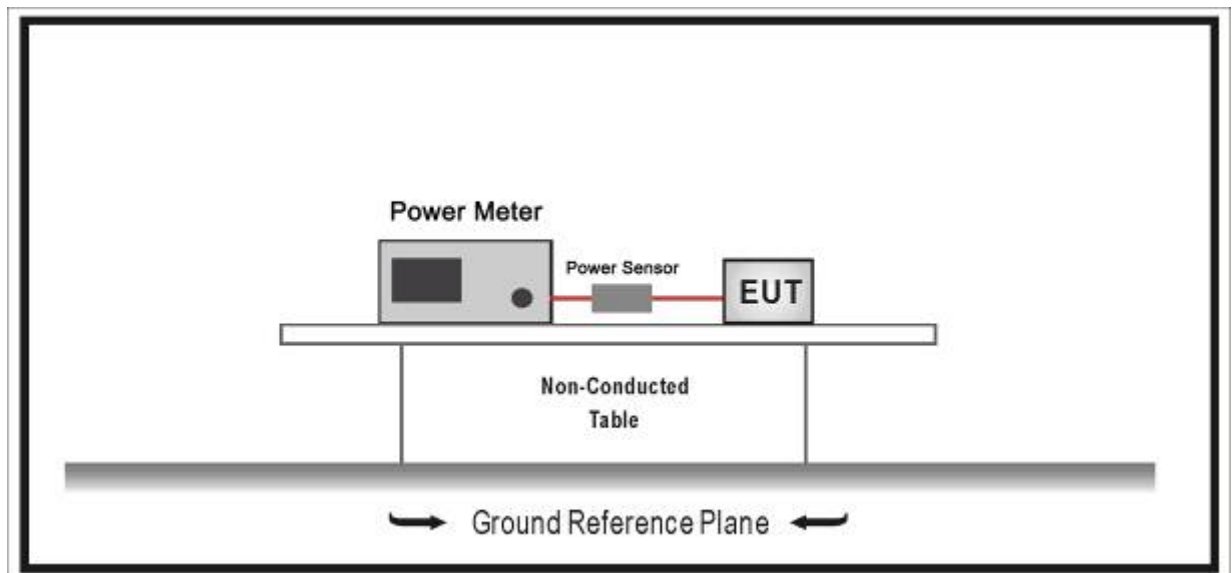 Power Meter
Power Sensor
EUT
Non-Conducted
Table
Ground Reference Plane